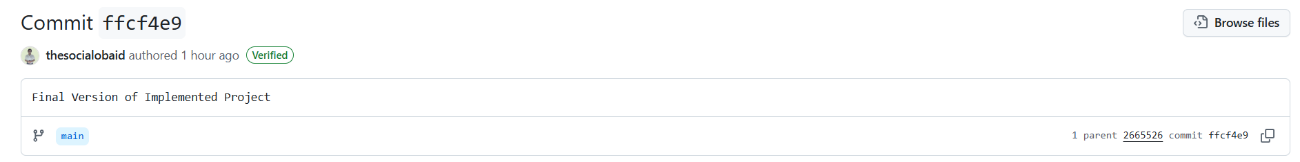 Commit ffcf4e9
Browse files
thesocialobaid authored 1 hour ago Verified
Final Version of Implemented Project
main
1 parent 2665526 commit ffcf4e9